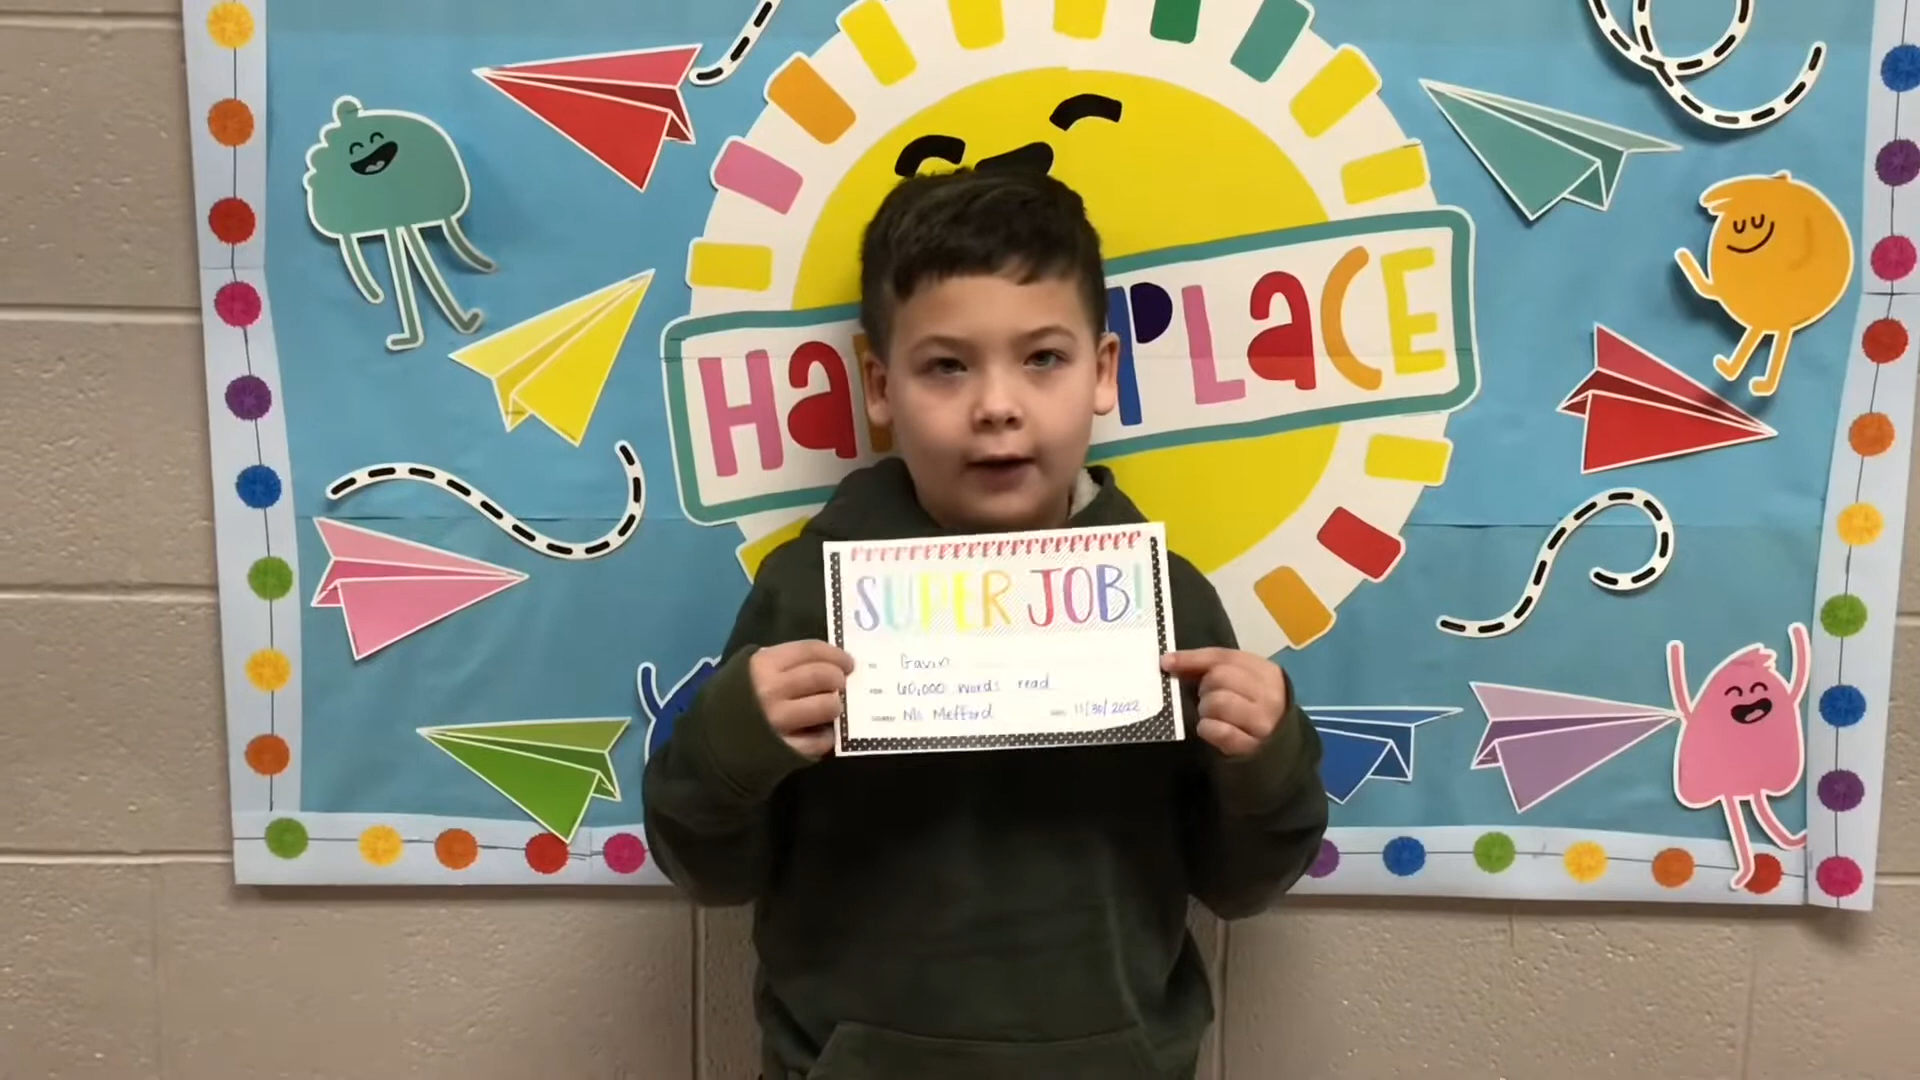 Ha PLaCE
SUPER JOB!
Gavin
60,000 words read
Ms. Mefford 11/30/2022